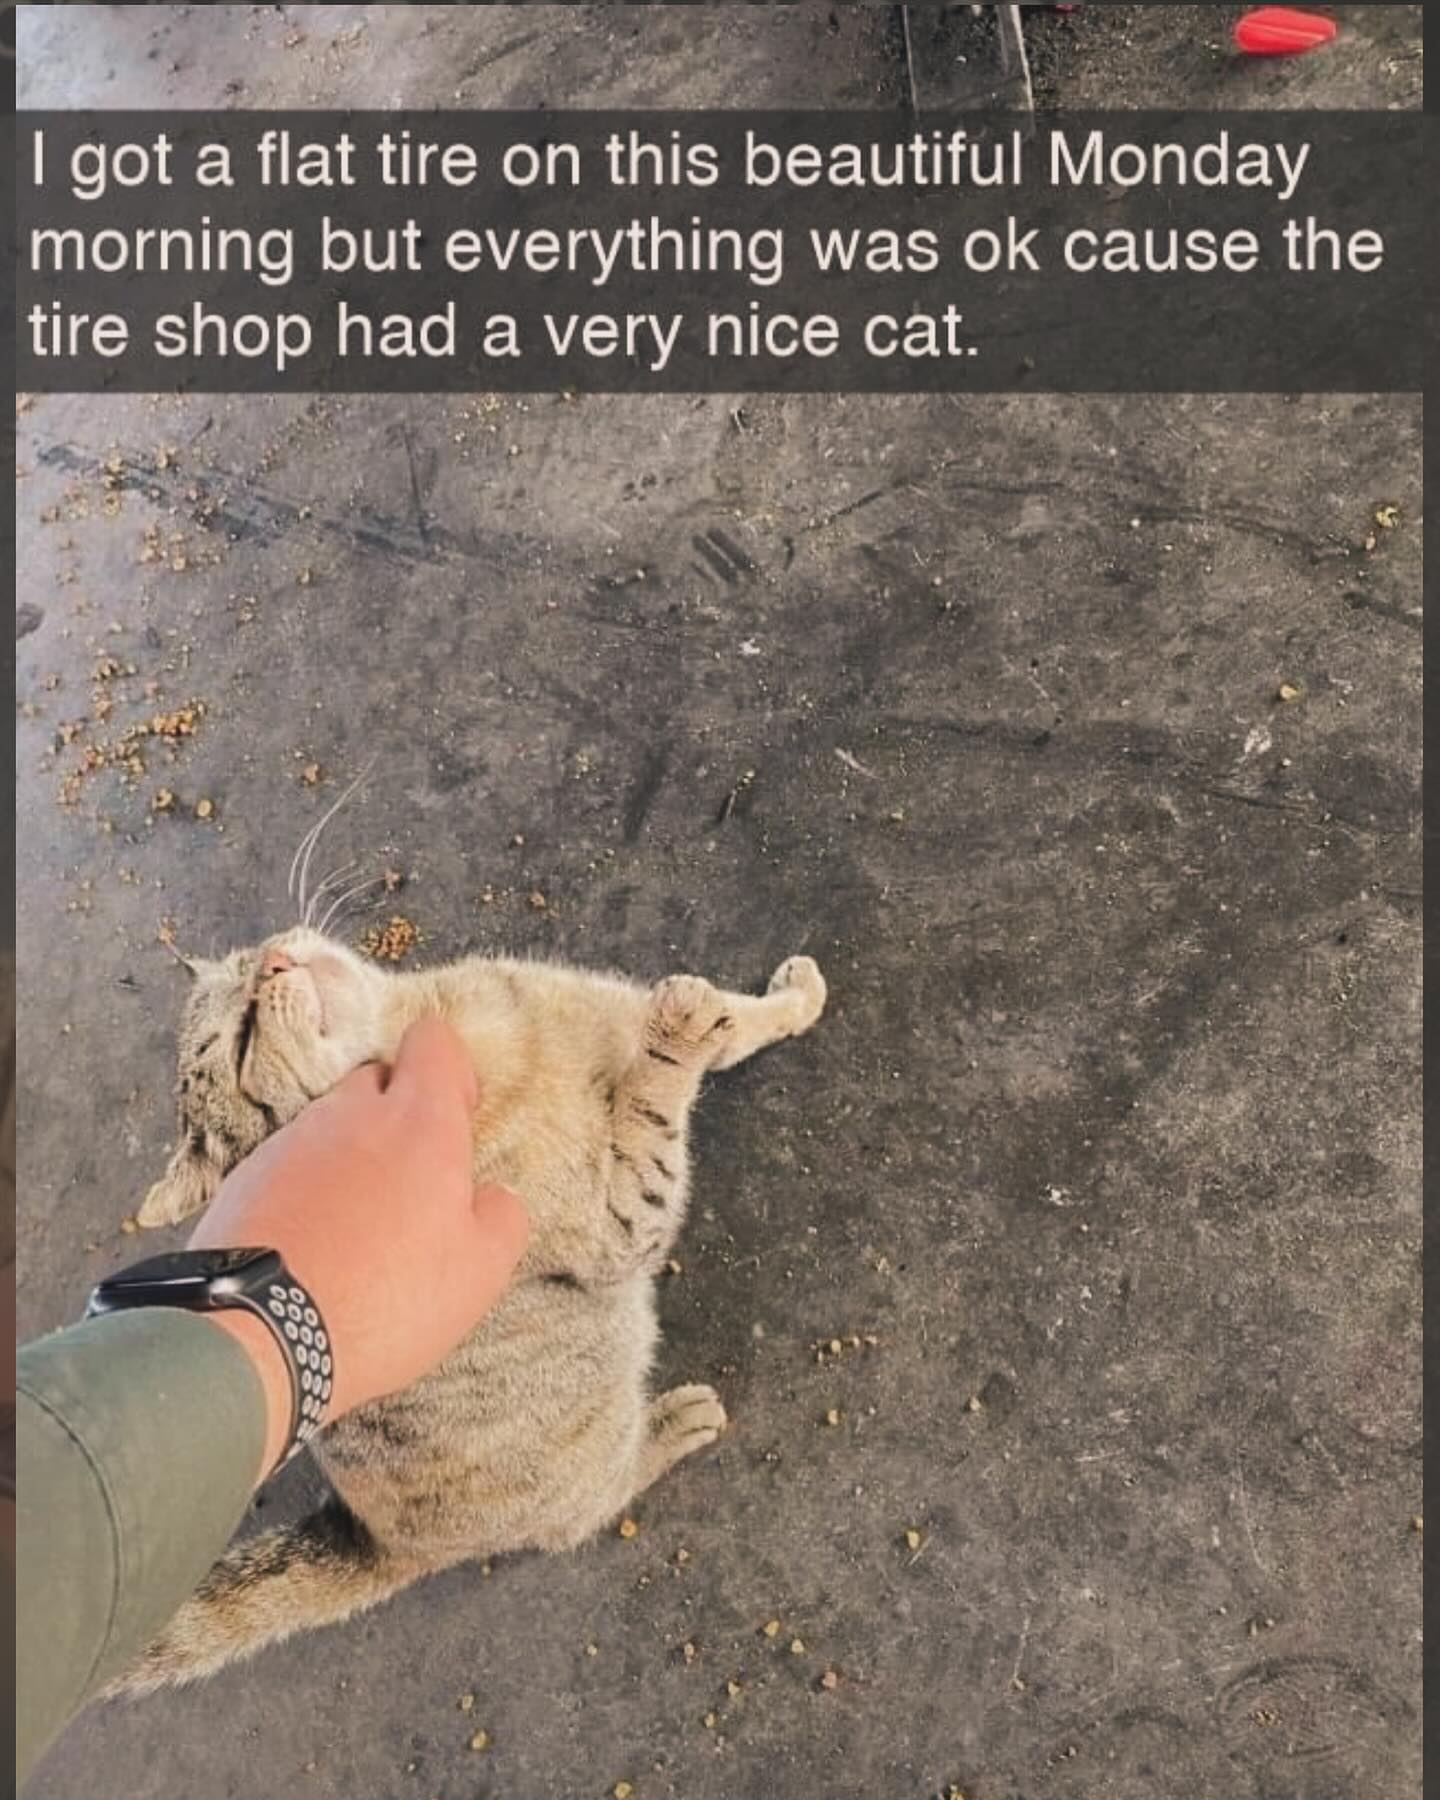 I got a flat tire on this beautiful Monday
morning but everything was ok cause the
tire shop had a very nice cat.